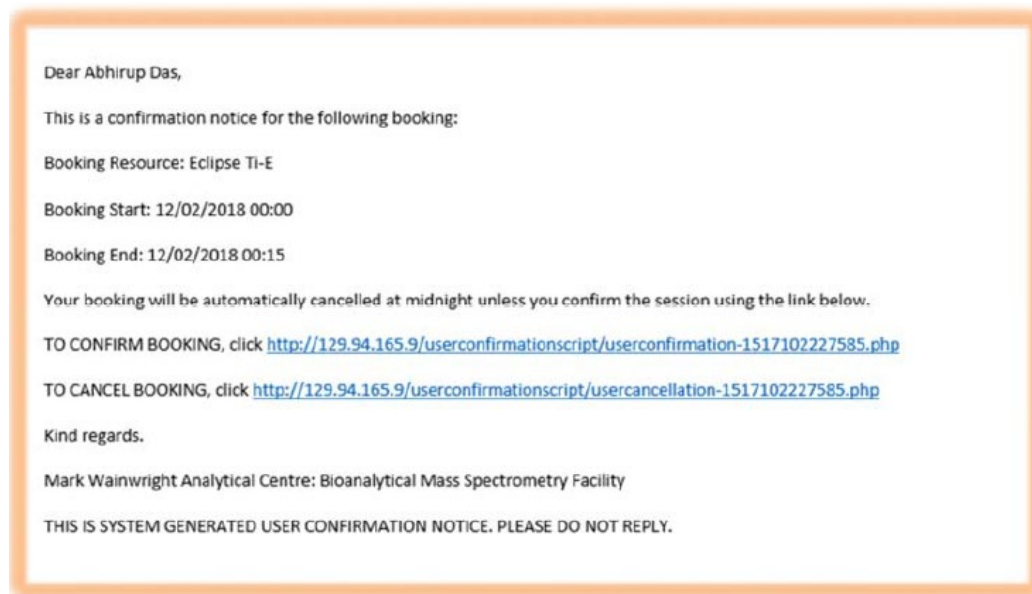 Dear Abhirup Das,
This is a confirmation notice for the following booking:
Booking Resource: Eclipse Ti-E
Booking Start: 12/02/2018 00:00
Booking End: 12/02/2018 00:15
Your booking will be automatically cancelled at midnight unless you confirm the session using the link below.
TO CONFIRM BOOKING, click http://129.94.165.9/userconfirmationscript/userconfirmation-1517102227585.php
TO CANCEL BOOKING, click http://129.94.165.9/userconfirmationscript/usercancellation-1517102227585.php
Kind regards.
Mark Wainwright Analytical Centre: Bioanalytical Mass Spectrometry Facility
THIS IS SYSTEM GENERATED USER CONFIRMATION NOTICE. PLEASE DO NOT REPLY.